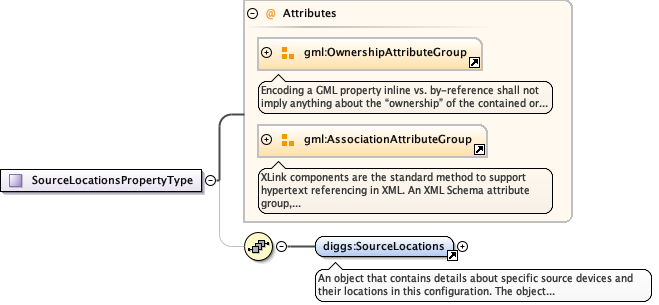 @ Attributes
gml:OwnershipAttributeGroup
Encoding a GML property inline vs. by-reference shall not
imply anything about the “ownership” of the contained or...
gml:AssociationAttributeGroup
XLink components are the standard method to support
hypertext referencing in XML. An XML Schema attribute
group,...
SourceLocationsPropertyType
diggs:SourceLocations
An object that contains details about specific source devices and
their locations in this configuration. The object...